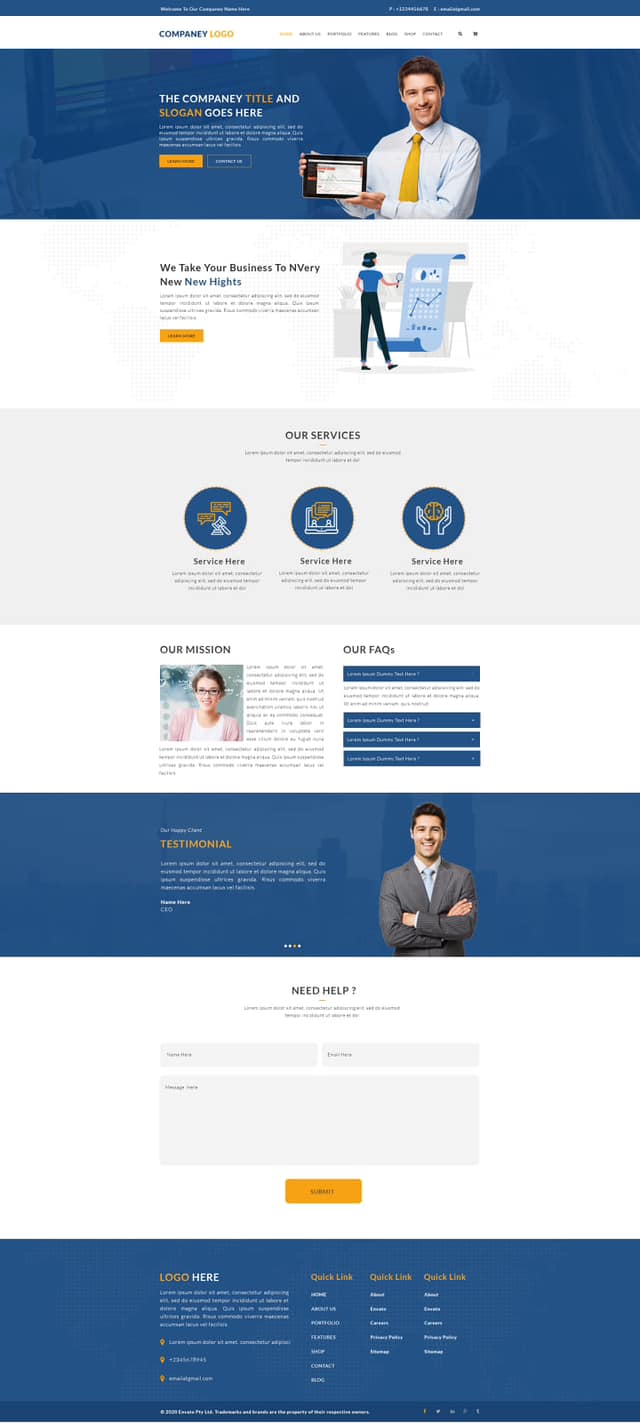 Welcome To Our Companey Name Here
P : +1234456678 E : email@gmail.com
COMPANEY LOGO
HOME ABOUT US PORTFOLIO FEATURES BLOG SHOP CONTACT
THE COMPANEY TITLE AND
SLOGAN GOES HERE
Lorem ipsum dolor sit amet, consectetur adipiscing elit, sed do
eiusmod tempor incididunt ut labore et dolore magna aliqua. Quis
ipsum suspendisse ultrices gravida. Risus commodo viverra
maecenas accumsan lacus vel facilisis
LEARN MORE
CONTACT US
We Take Your Business To NVery
New New Hights
Lorem ipsum dolor sit amet, consectetur adipiscing elit, sed do eiusmod
tempor incididunt ut labore et dolore magna aliqua. Quis ipsum
suspendisse ultrices gravida. Risus commodo viverra maecenas accumsan
lacus vel facilisis
LEARN MORE
OUR SERVICES
Lorem ipsum dolor sit amet, consectetur adipiscing elit, sed do eiusmod
tempor incididunt ut labore et dol
Service Here
Lorem ipsum dolor sit amet, consectetur
adipiscing elit, sed do eiusmod tempor
incididunt ut labore et dol
Service Here
Lorem ipsum dolor sit amet, consectetur
adipiscing elit, sed do eiusmod tempor
incididunt ut labore et dol
Service Here
Lorem ipsum dolor sit amet, consectetur
adipiscing elit, sed do eiusmod tempor
incididunt ut labore et dol
OUR MISSION
Lorem ipsum dolor sit amet,
consectetur adipiscing elit, sed do
eiusmod tempor incididunt ut
labore et dolore magna aliqua. Ut
enim ad minim veniam, quis nostrud
exercitation ullamco laboris nisi ut
aliquip ex ea commodo consequat.
Duis aute irure dolor in
reprehenderit in voluptate velit
esse cillum dolore eu fugiat nulla
Lorem ipsum dolor sit amet, consectetur adipiscing elit, sed do eiusmod
tempor incididunt ut labore et dolore magna aliqua. Quis ipsum suspendisse
ultrices gravida. Risus commodo viverra maecenas accumsan lacus vel
facilisis
OUR FAQs
Lorem Ipsum Dummy Text Here ?
Lorem ipsum dolor sit amet, consectetur adipiscing elit, sed do
eiusmod tempor incididunt ut labore et dolore magna aliqua.
Ut enim ad minim veniam, quis nostrud
Lorem Ipsum Dummy Text Here ? +
Lorem Ipsum Dummy Text Here ? +
Lorem Ipsum Dummy Text Here ? +
Our Happy Client
TESTIMONIAL
Lorem ipsum dolor sit amet, consectetur adipiscing elit, sed do
eiusmod tempor incididunt ut labore et dolore magna aliqua. Quis
ipsum suspendisse ultrices gravida. Risus commodo viverra
maecenas accumsan lacus vel facilisis.
Name Here
CEO
NEED HELP ?
Lorem ipsum dolor sit amet, consectetur adipiscing elit, sed do eiusmod
tempor incididunt ut labore et dol
Name Here
Email Here
Message Here
SUBMIT
LOGO HERE
Lorem ipsum dolor sit amet, consectetur
adipiscing elit, sed do eiusmod tempor
incididunt ut labore et dolore magna
aliqua. Quis ipsum suspendisse ultrices
gravida. Risus commodo viverra maecenas
accumsan
Lorem ipsum dolor sit amet, consectetur adipisci
+2345678945
email@gmail.com
Quick Link
HOME
ABOUT US
PORTFOLIO
FEATURES
SHOP
CONTACT
BLOG
Quick Link
About
Envato
Careers
Privacy Policy
Sitemap
Quick Link
About
Envato
Careers
Privacy Policy
Sitemap
© 2020 Envato Pty Ltd. Trademarks and brands are the property of their respective owners.